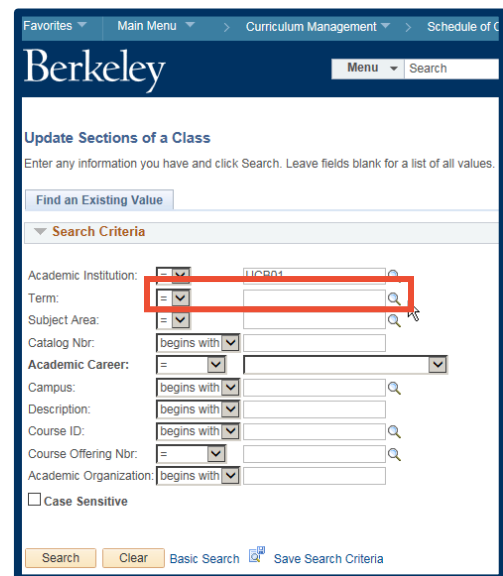 Favorites Main Menu > Curriculum Management > Schedule of
Berkeley
Menu Search
Update Sections of a Class
Enter any information you have and click Search. Leave fields blank for a list of all values.
Find an Existing Value
Search Criteria
Academic Institution: = UCB01
Term: =
Subject Area: =
Catalog Nbr: begins with
Academic Career: =
Campus: begins with
Description: begins with
Course ID: begins with
Course Offering Nbr: =
Academic Organization: begins with
Case Sensitive
Search Clear Basic Search Save Search Criteria